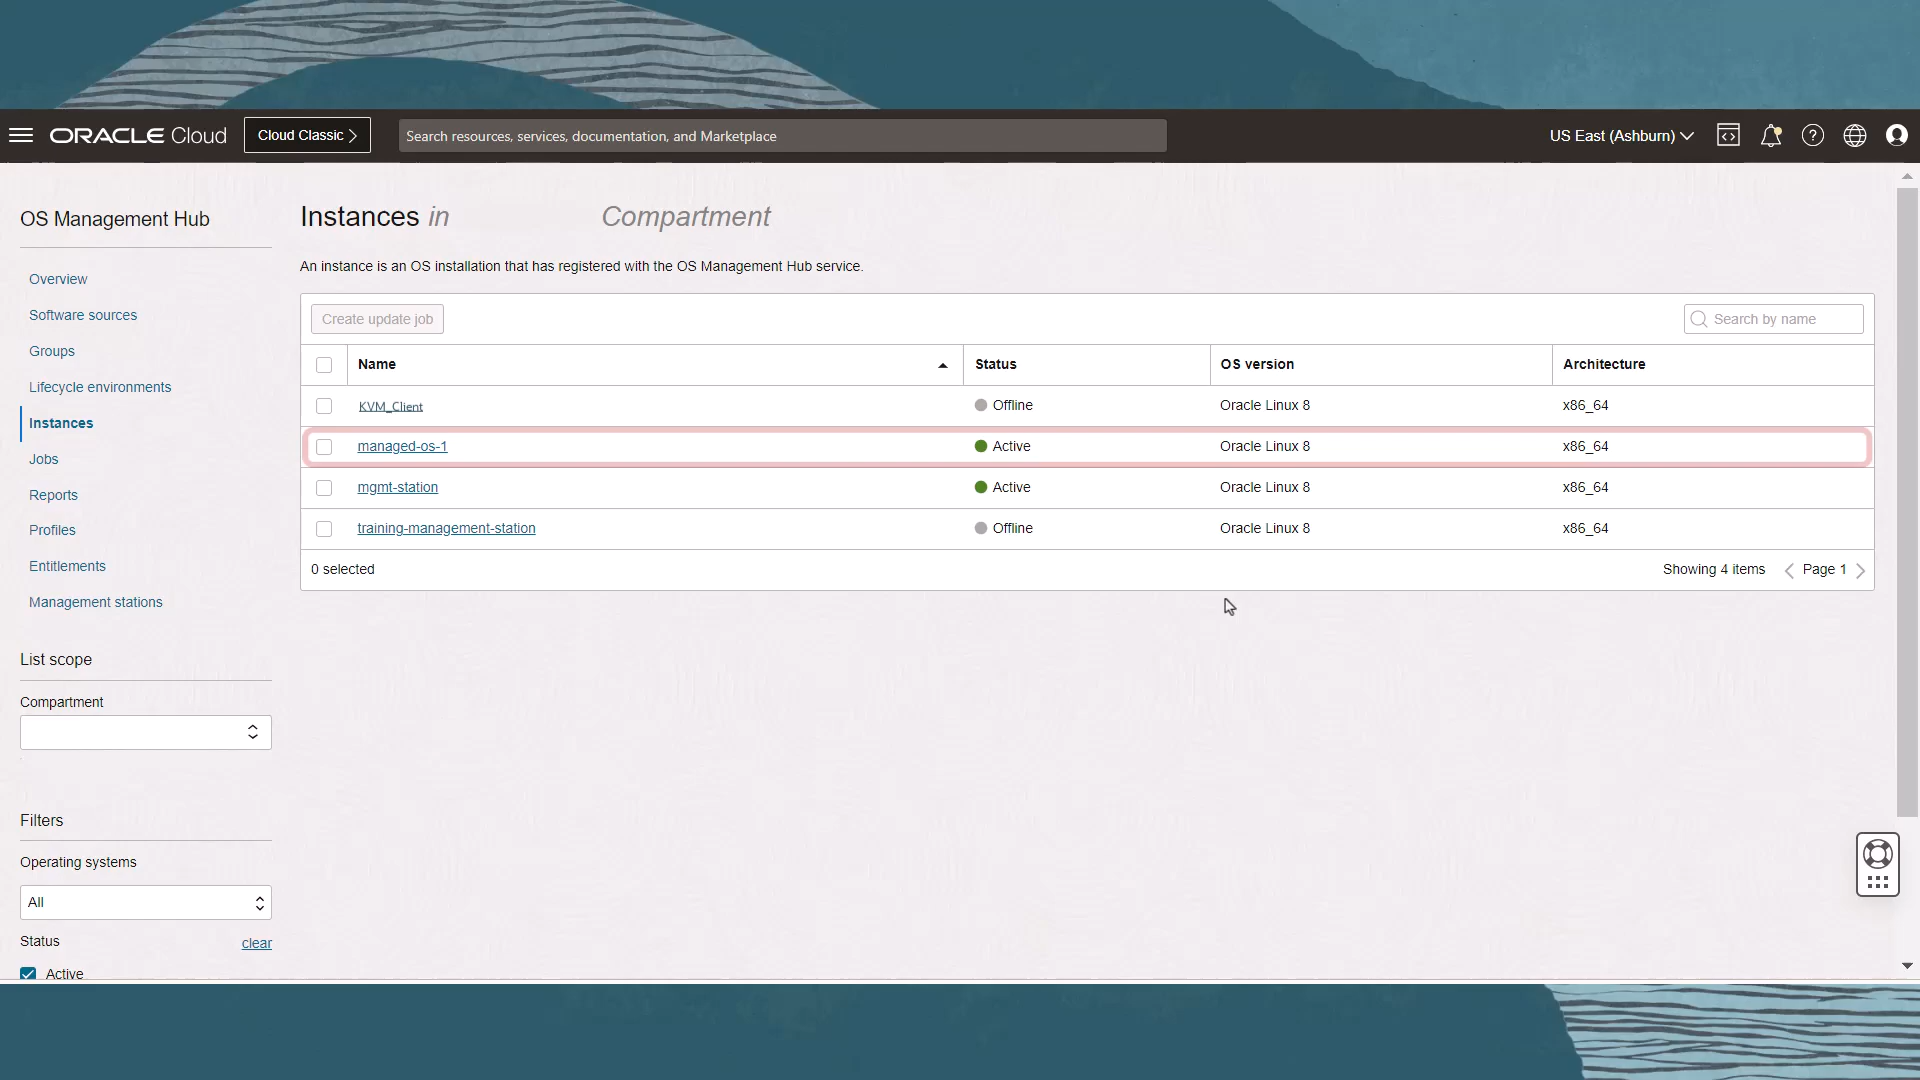 ORACLE Cloud
Cloud Classic
Search resources, services, documentation, and Marketplace
US East (Ashburn)
OS Management Hub
Overview
Software sources
Groups
Lifecycle environments
Instances
Jobs
Reports
Profiles
Entitlements
Management stations
List scope
Compartment
Filters
Operating systems
All
Status clear
Active
Instances in Compartment
An instance is an OS installation that has registered with the OS Management Hub service.
Create update job
Search by name
Name Status OS version Architecture
KVM_Client Offline Oracle Linux 8 x86_64
managed-os-1 Active Oracle Linux 8 x86_64
mgmt-station Active Oracle Linux 8 x86_64
training-management-station Offline Oracle Linux 8 x86_64
0 selected Showing 4 items Page 1